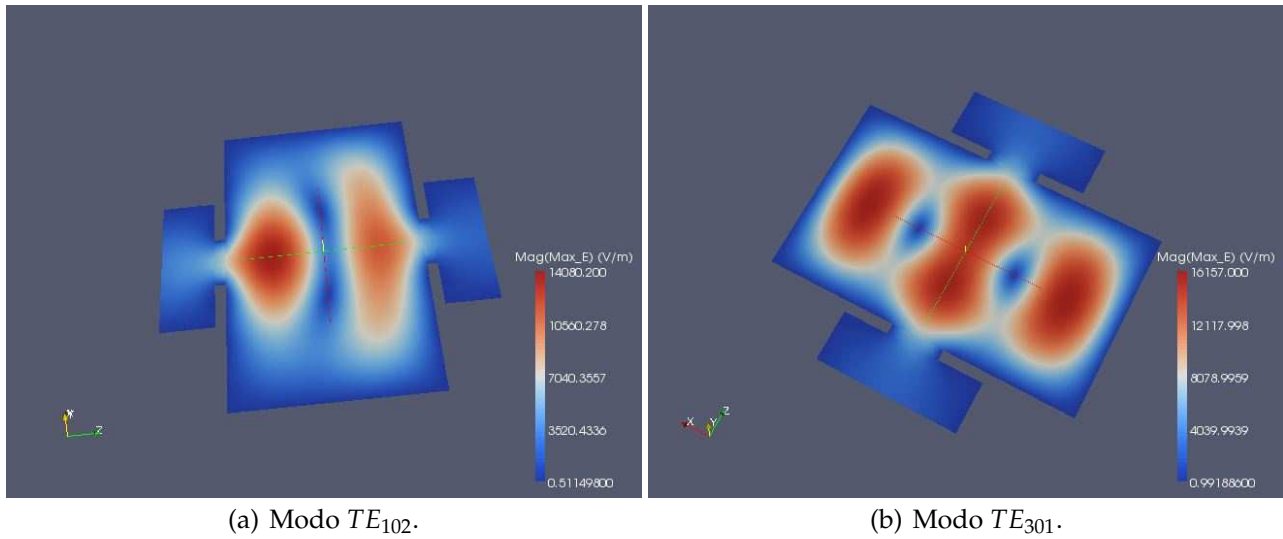 Mag(Max_E) (V/m)
14080.200
10560.278
7040.3557
3520.4336
0.51149800
Z
Mag(Max_E) (V/m)
16157.000
12117.998
8078.9959
4039.9939
0.99188600
X
Y
Z
(a) Modo TE₁₀₂.
(b) Modo TE₃₀₁.